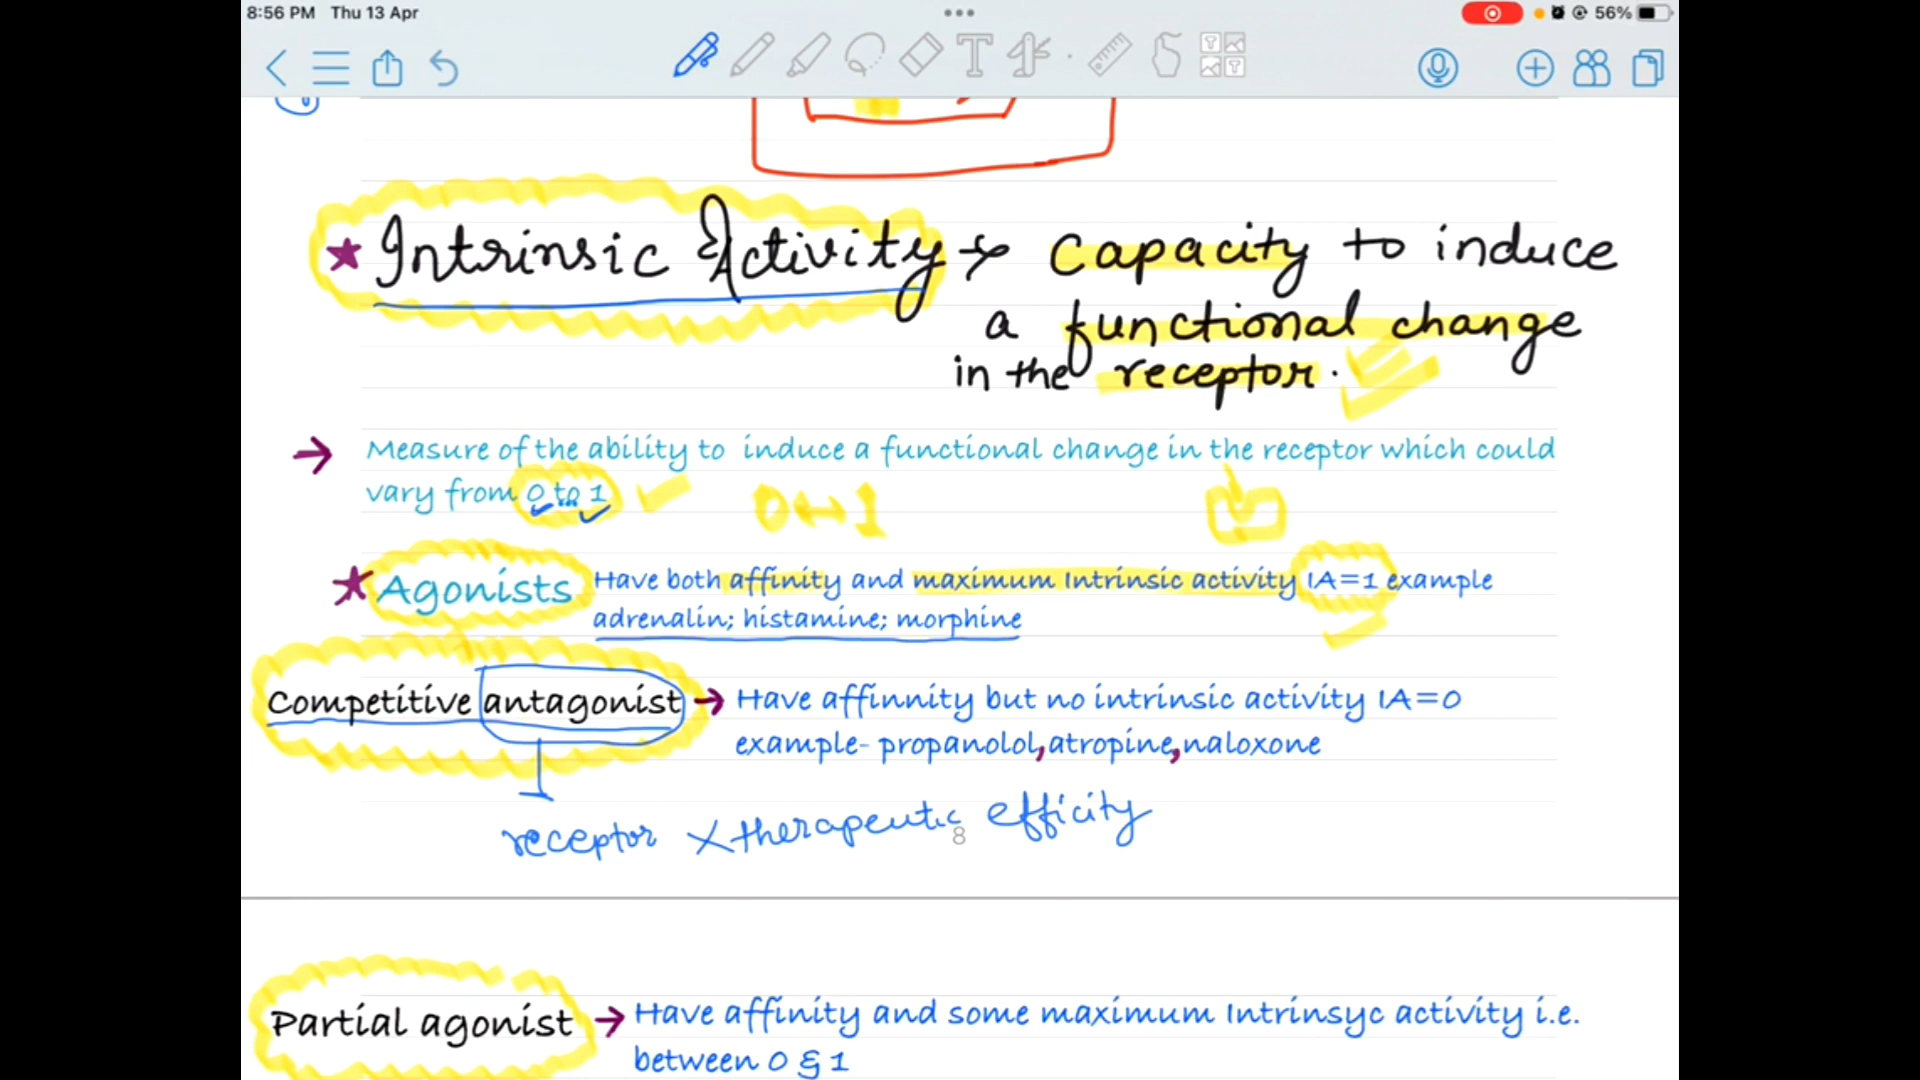 8:56 PM Thu 13 Apr
56%
Intrinsic Activity → Capacity to induce
a functional change
in the receptor.
→ Measure of the ability to induce a functional change in the receptor which could
vary from 0 to 1 0↔1
Agonists Have both affinity and maximum Intrinsic activity IA=1 example
adrenalin; histamine; morphine
Competitive antagonist → Have affinnity but no intrinsic activity IA=0
example- propanolol, atropine, naloxone
receptor X therapeutic efficity
8
Partial agonist → Have affinity and some maximum Intrinsyc activity i.e.
between 0 & 1